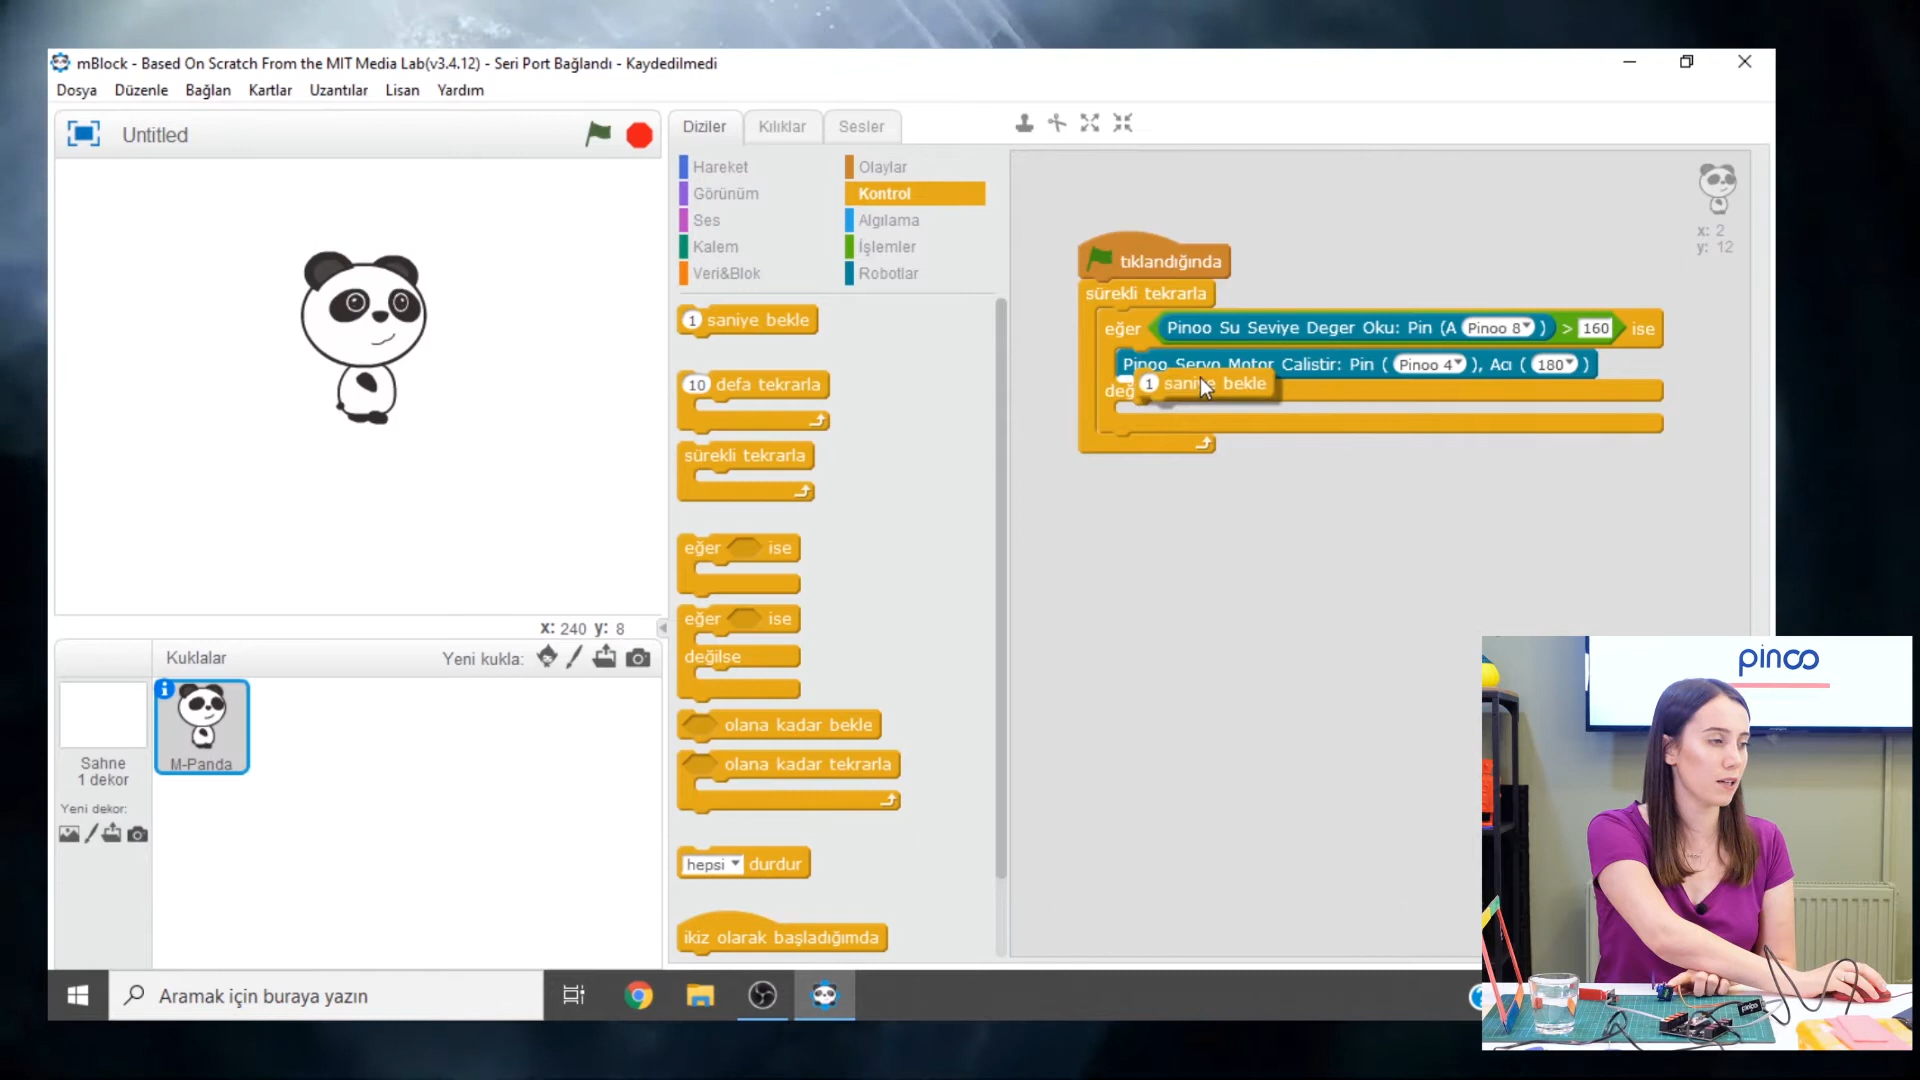 mBlock - Based On Scratch From the MIT Media Lab(v3.4.12) - Seri Port Bağlandı - Kaydedilmedi
Dosya Düzenle Bağlan Kartlar Uzantılar Lisan Yardım
Untitled
x: 240 y: 8
Kuklalar Yeni kukla:
M-Panda
Sahne
1 dekor
Yeni dekor:
Diziler Kılıklar Sesler
Hareket Olaylar
Görünüm Kontrol
Ses Algılama
Kalem İşlemler
Veri&Blok Robotlar
1 saniye bekle
10 defa tekrarla
sürekli tekrarla
eğer ise
eğer ise
değilse
olana kadar bekle
olana kadar tekrarla
hepsi durdur
ikiz olarak başladığımda
x: 2
y: 12
tıklandığında
sürekli tekrarla
eğer Pinoo Su Seviye Deger Oku: Pin (A Pinoo 8 ) > 160 ise
Pinoo Servo Motor Calistir: Pin ( Pinoo 4 ), Acı ( 180 )
1 saniye bekle
Aramak için buraya yazın
pinoo
pinoo